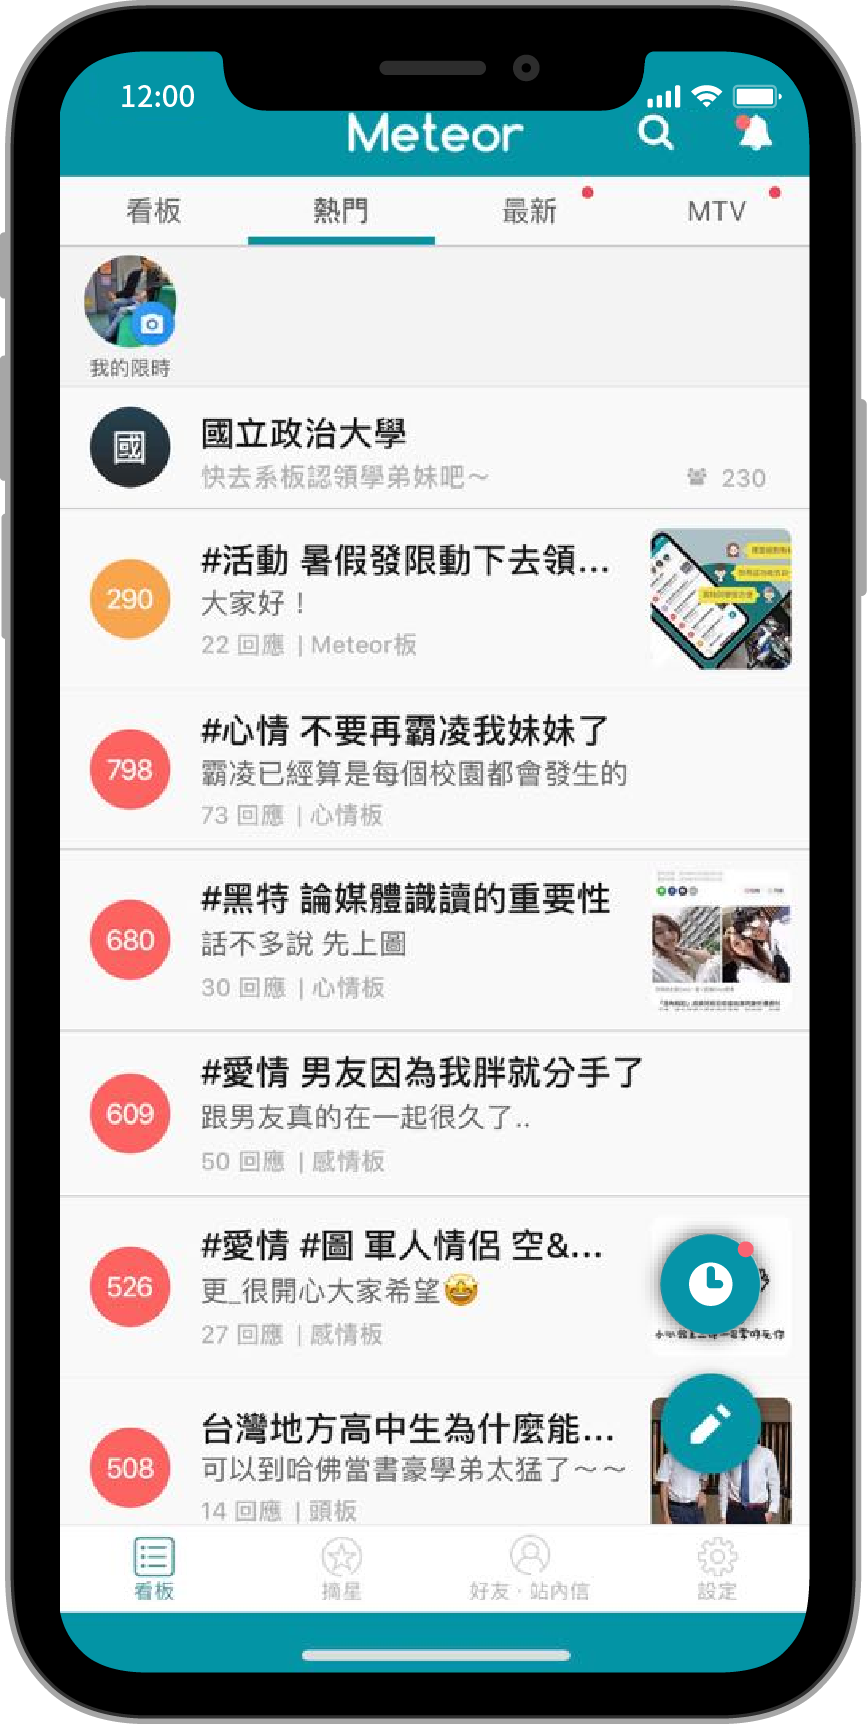 12:00
Meteor
看板 熱門 最新 MTV
我的限時
國
國立政治大學
快去系板認領學弟妹吧～
230
290
#活動 暑假發限動下去領...
大家好！
22 回應 | Meteor板
798
#心情 不要再霸凌我妹妹了
霸凌已經算是每個校園都會發生的
73 回應 | 心情板
680
#黑特 論媒體識讀的重要性
話不多說 先上圖
30 回應 | 心情板
609
#愛情 男友因為我胖就分手了
跟男友真的在一起很久了..
50 回應 | 感情板
526
#愛情 #圖 軍人情侶 空&...
更_很開心大家希望🤩
27 回應 | 感情板
508
台灣地方高中生為什麼能...
可以到哈佛當書豪學弟太猛了～～
14 回應 | 頭板
看板 摘星 好友·站內信 設定